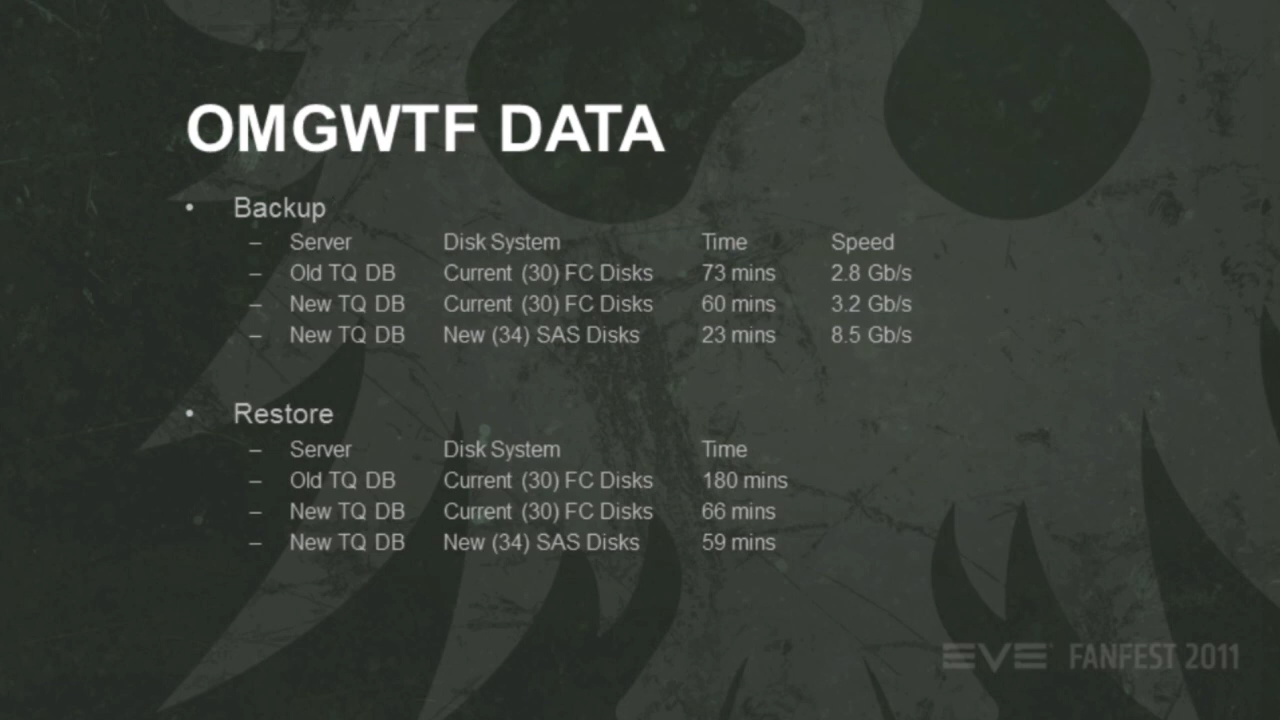 OMGWTF DATA
• Backup
– Server Disk System Time Speed
– Old TQ DB Current (30) FC Disks 73 mins 2.8 Gb/s
– New TQ DB Current (30) FC Disks 60 mins 3.2 Gb/s
– New TQ DB New (34) SAS Disks 23 mins 8.5 Gb/s
• Restore
– Server Disk System Time
– Old TQ DB Current (30) FC Disks 180 mins
– New TQ DB Current (30) FC Disks 66 mins
– New TQ DB New (34) SAS Disks 59 mins
EVE FANFEST 2011